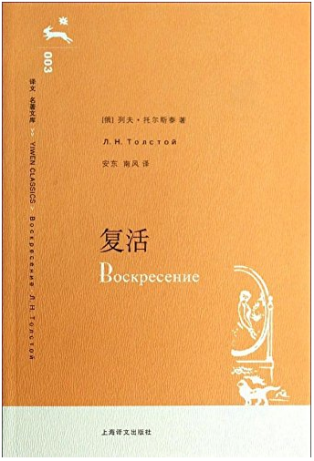 003
译文 名著文库
YIWEN CLASSICS
Воскресение Л.Н.Толстой
[俄] 列夫·托尔斯泰 著
Л.Н.Толстой
安东 南风 译
复活
Воскресение
上海译文出版社